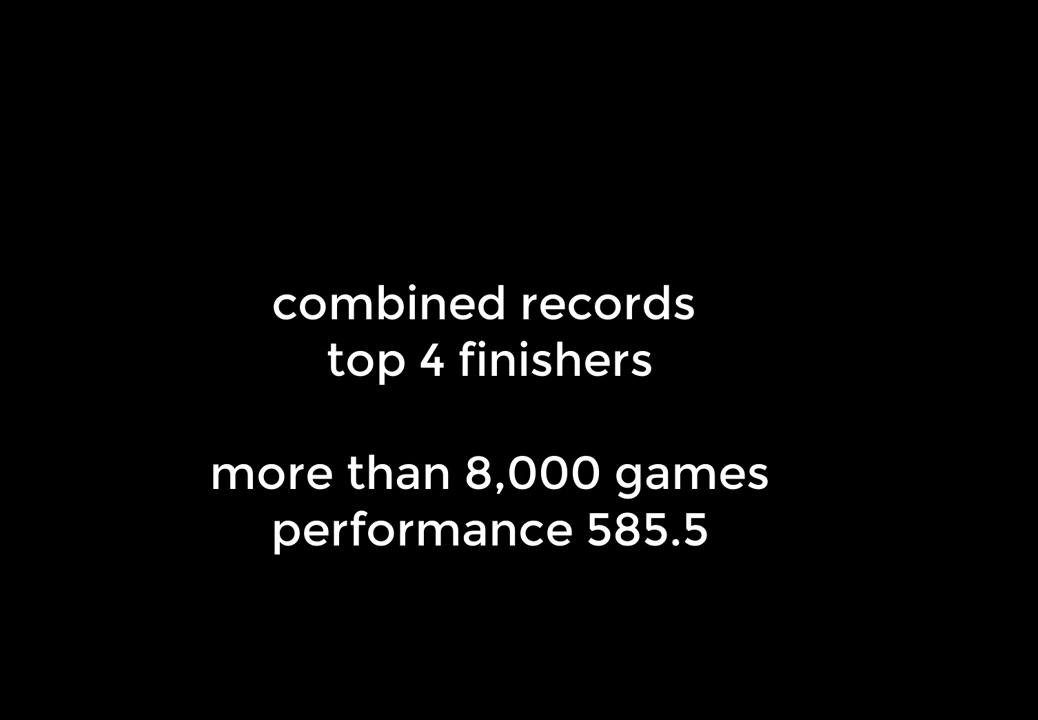 combined records
top 4 finishers
more than 8,000 games
performance 585.5